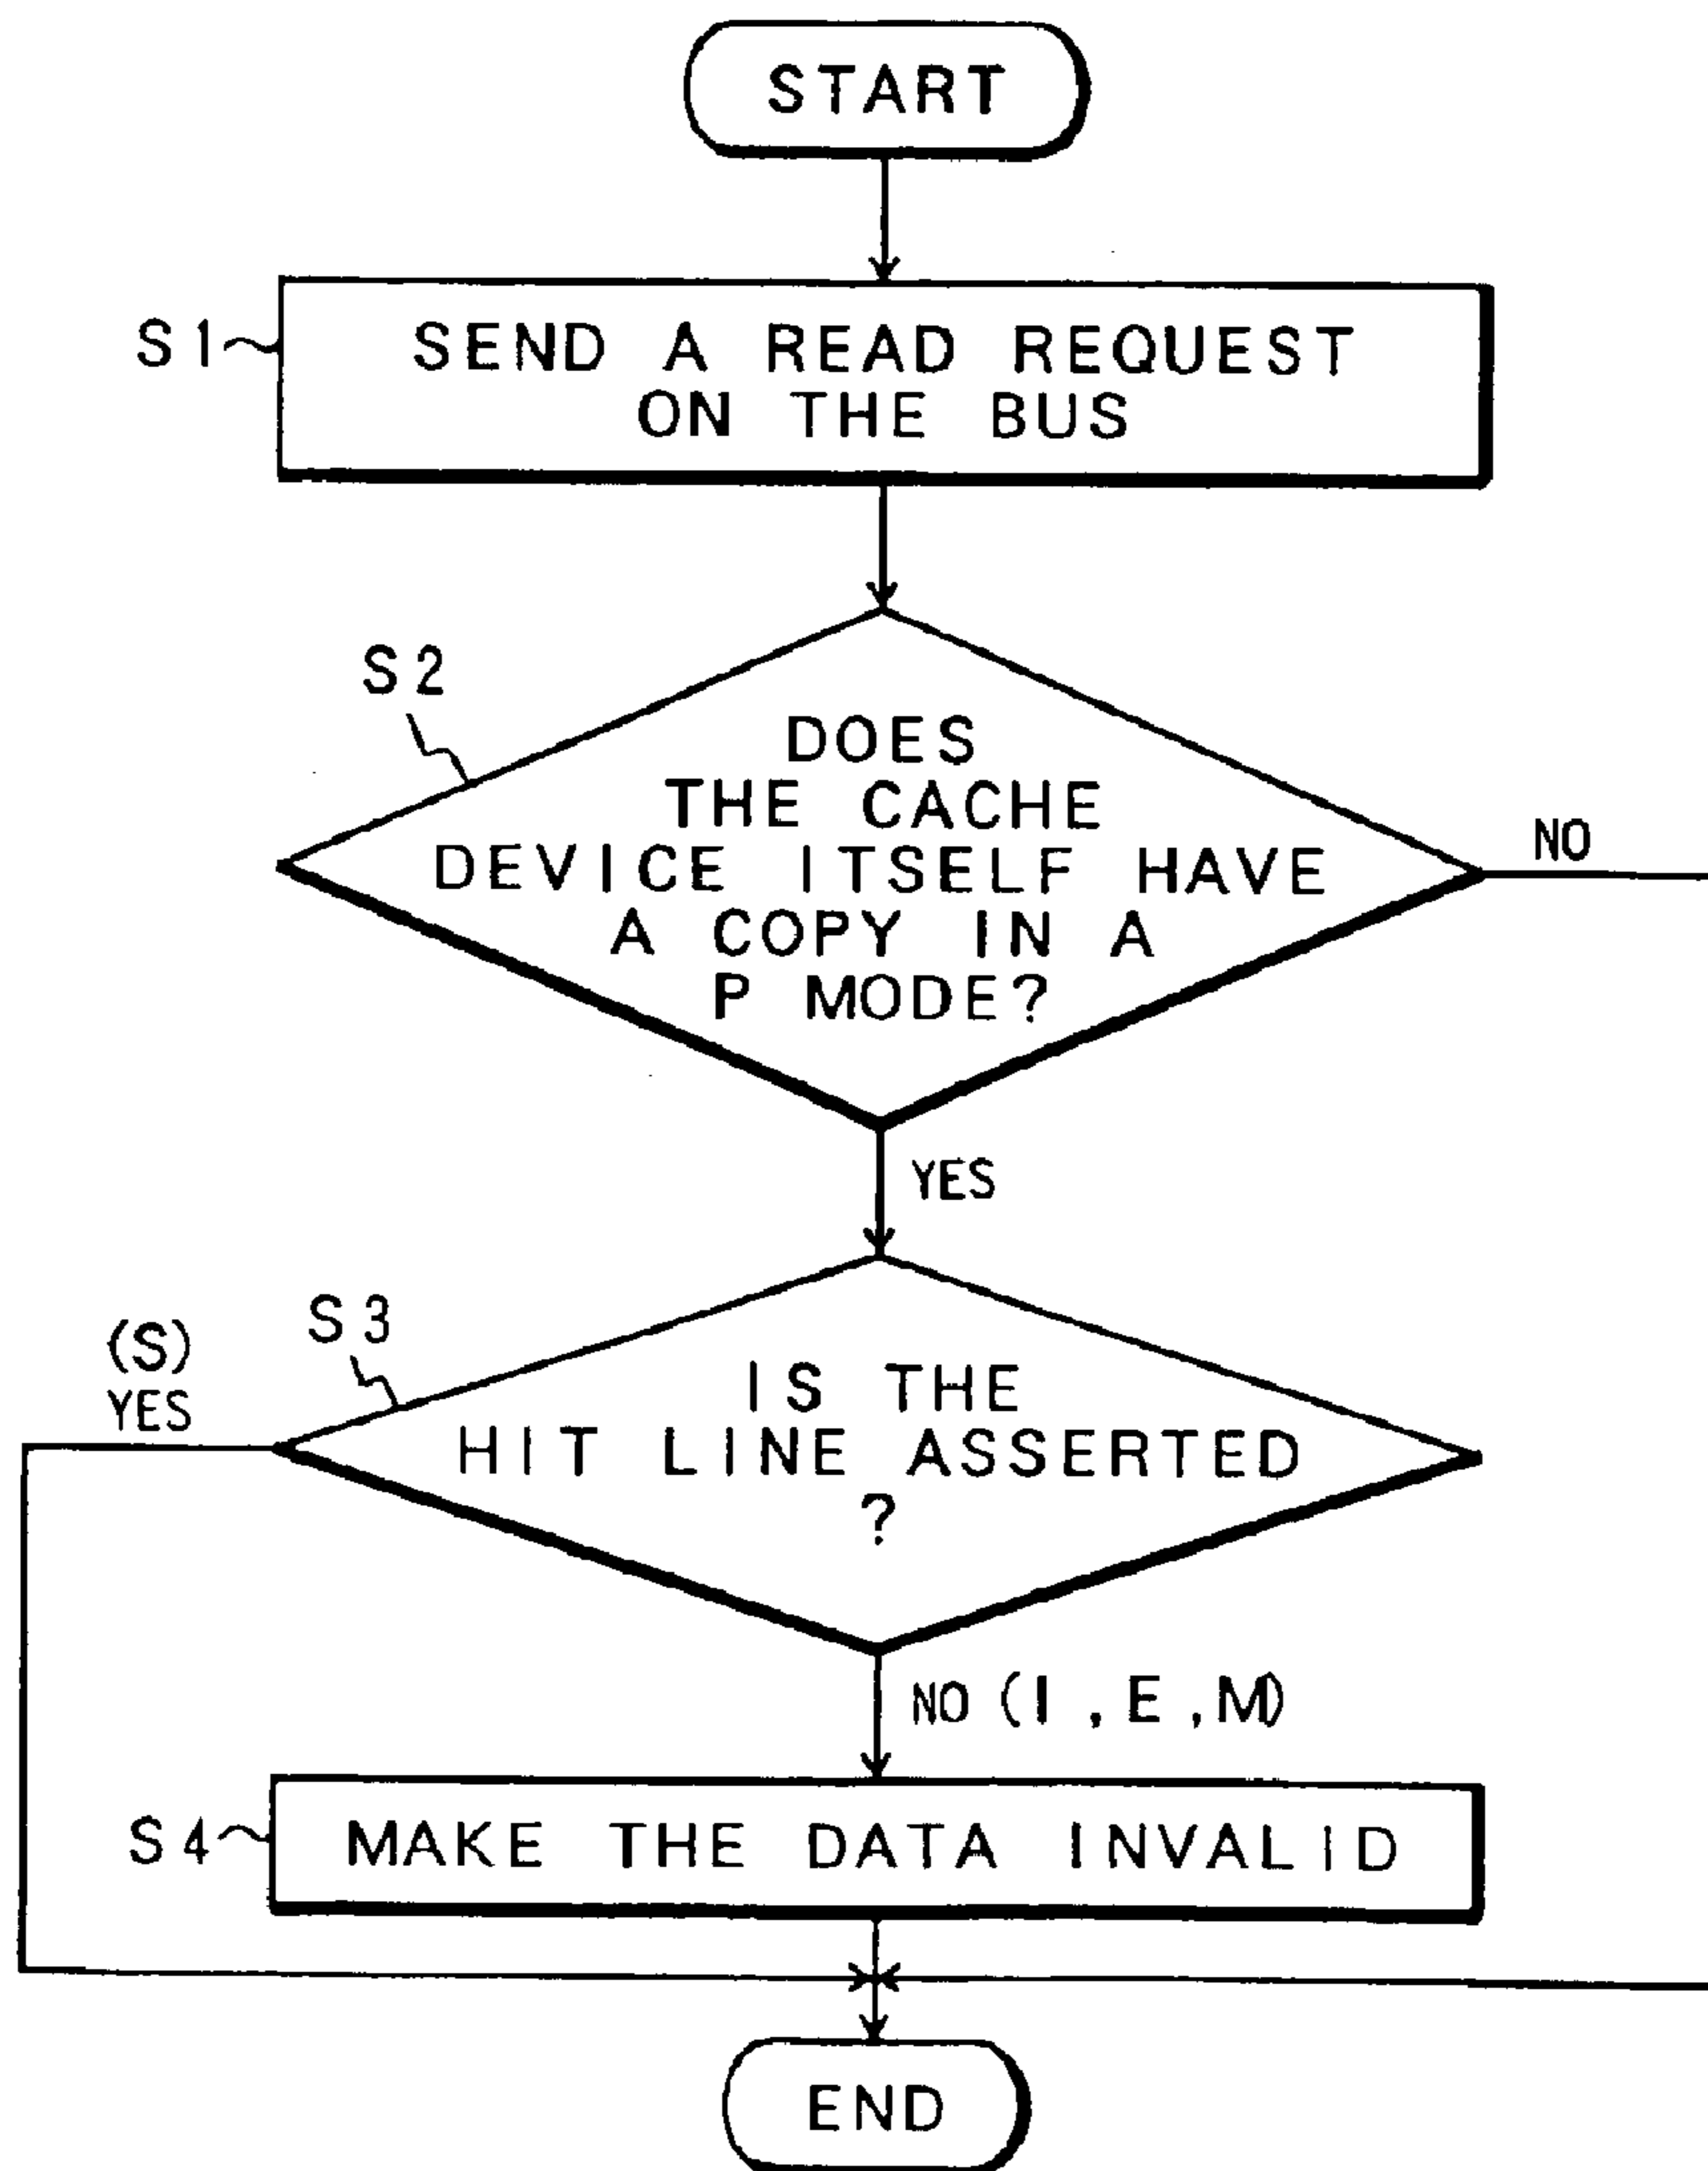 START
S1
SEND A READ REQUEST
ON THE BUS
S2
DOES
THE CACHE
DEVICE ITSELF HAVE
A COPY IN A
P MODE?
NO
YES
S3
(S)
YES
IS THE
HIT LINE ASSERTED
?
NO (I, E, M)
S4
MAKE THE DATA INVALID
END